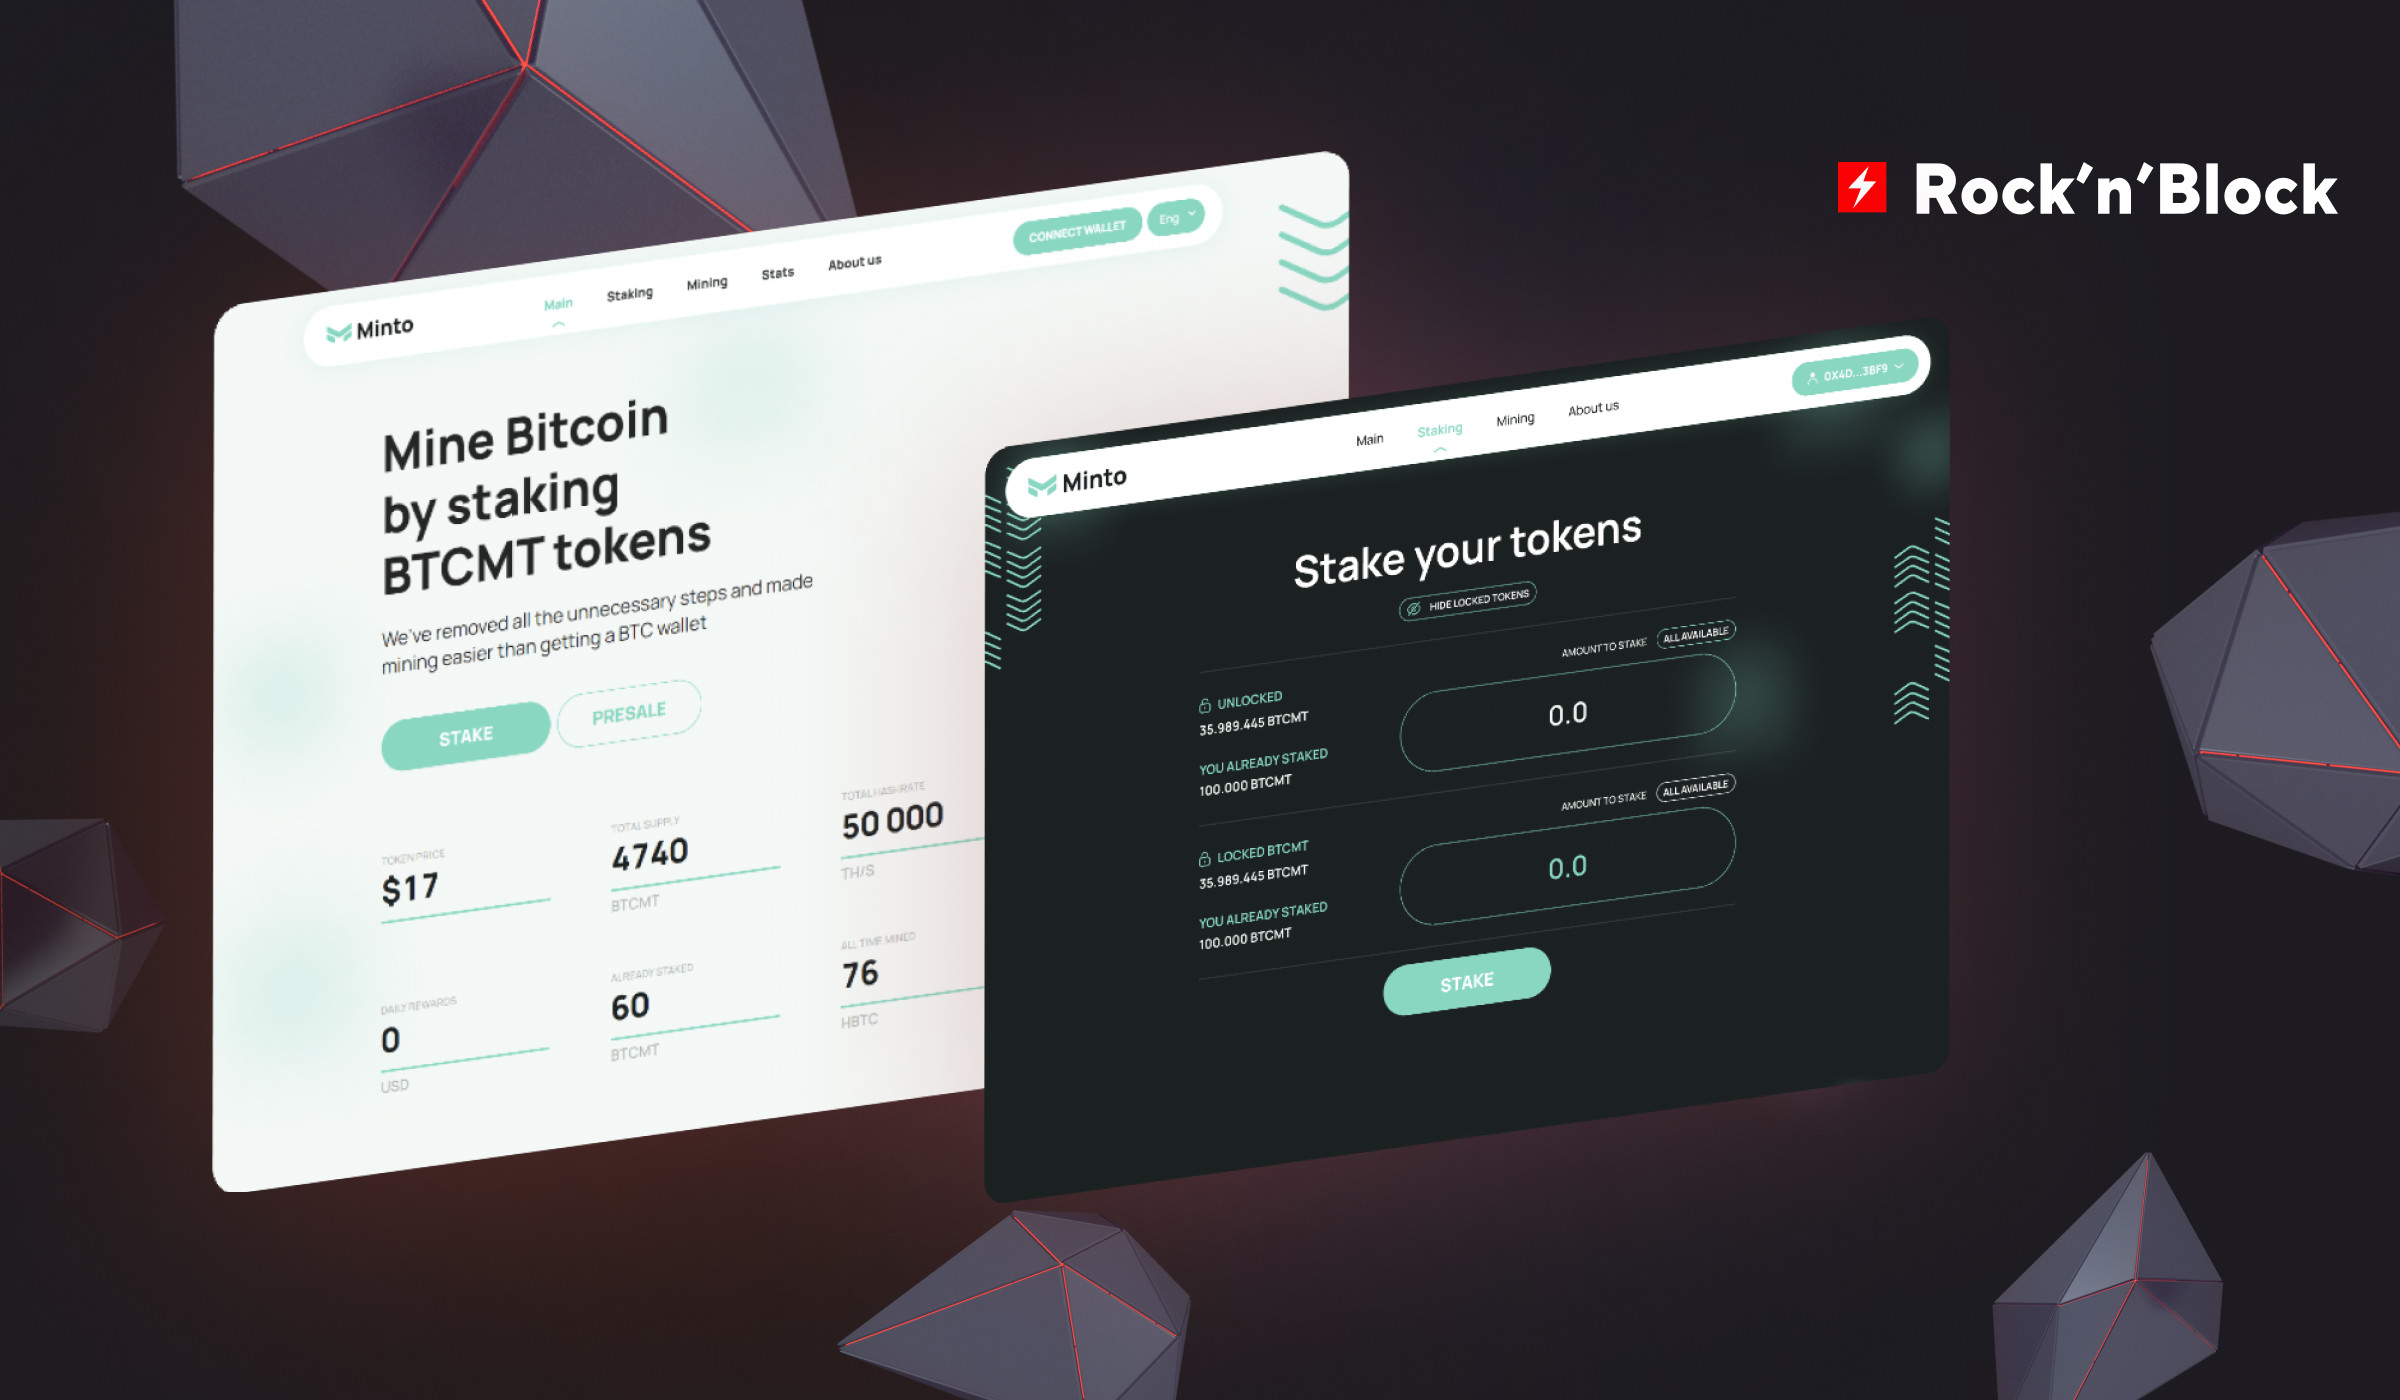 Rock'n'Block
Minto
Main
Staking
Mining
Stats
About us
CONNECT WALLET
Eng
Mine Bitcoin
by staking
BTCMT tokens
We've removed all the unnecessary steps and made
mining easier than getting a BTC wallet
STAKE
PRESALE
TOKEN PRICE
$17
TOTAL SUPPLY
4740
BTCMT
TOTAL HASHRATE
50 000
TH/S
DAILY REWARDS
0
USD
ALREADY STAKED
60
BTCMT
ALL TIME MINED
76
HBTC
Minto
Main
Staking
Mining
About us
0X4D...3BF9
Stake your tokens
HIDE LOCKED TOKENS
AMOUNT TO STAKE
ALL AVAILABLE
UNLOCKED
35.989.445 BTCMT
0.0
YOU ALREADY STAKED
100.000 BTCMT
AMOUNT TO STAKE
ALL AVAILABLE
LOCKED BTCMT
35.989.445 BTCMT
0.0
YOU ALREADY STAKED
100.000 BTCMT
STAKE